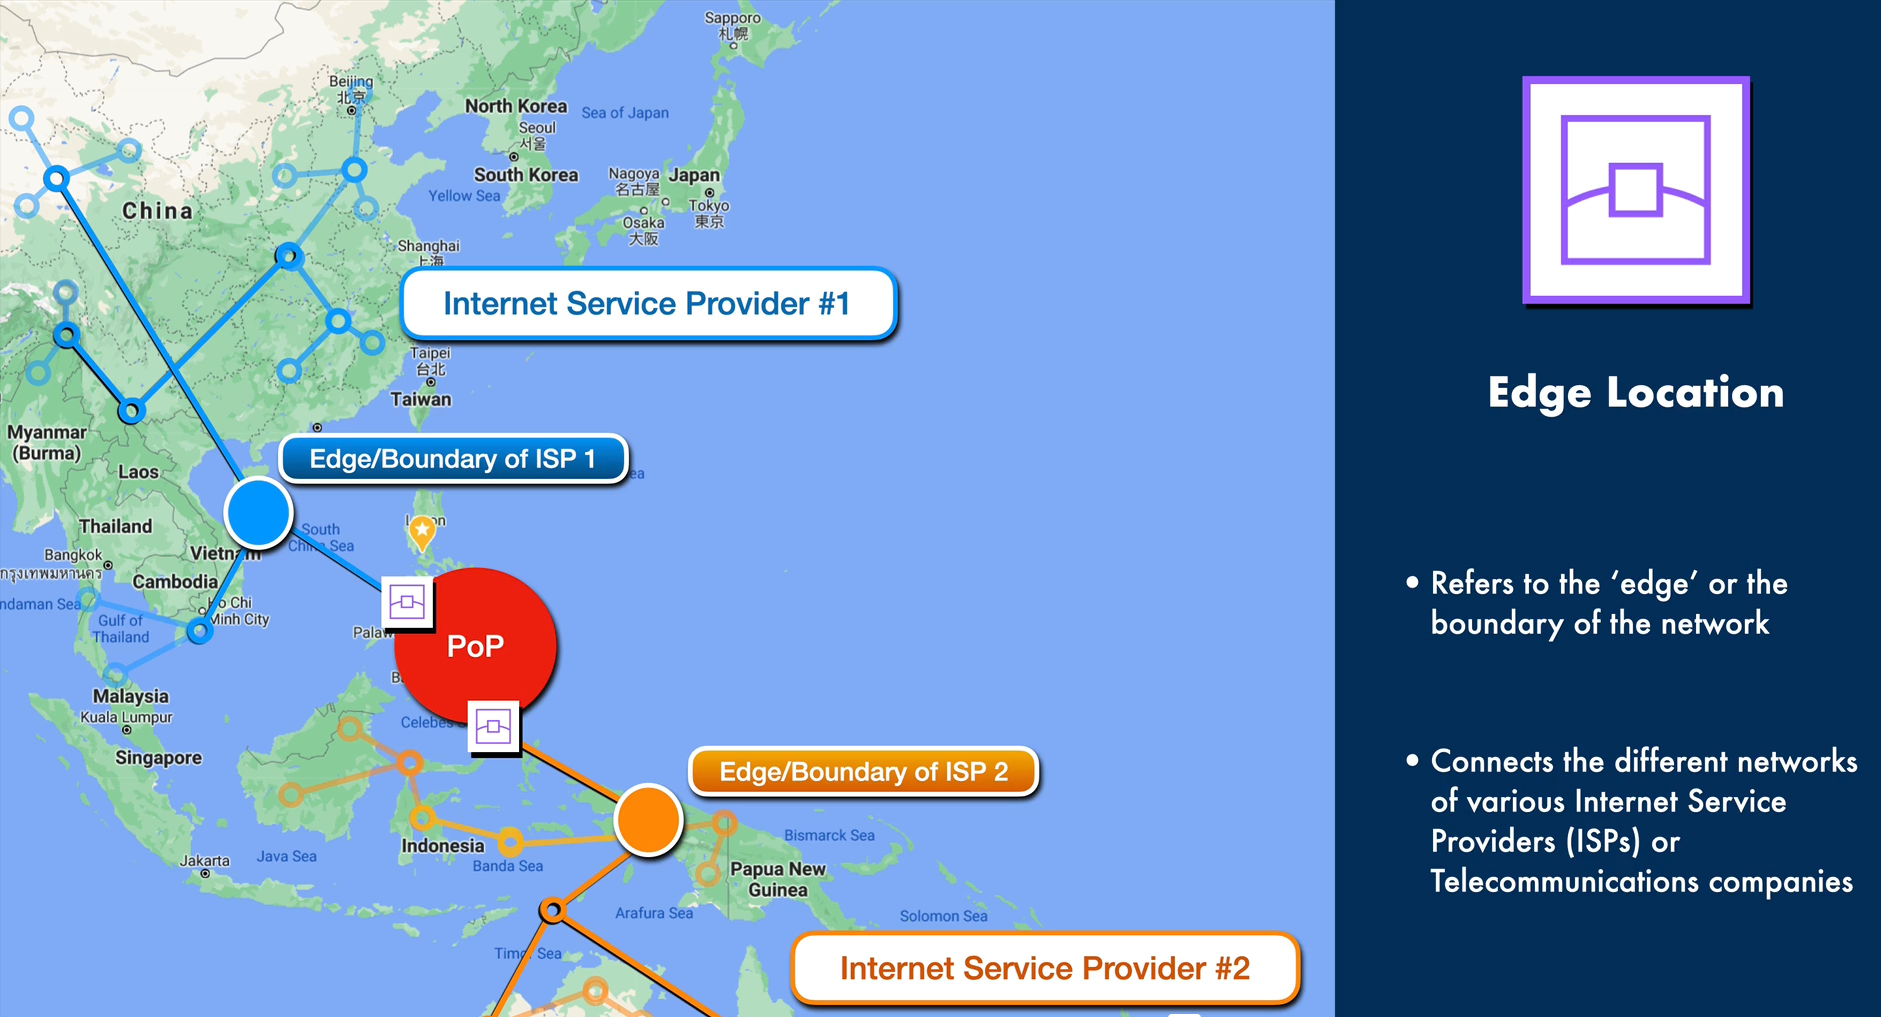 Sapporo
札幌
Beijing
北京
North Korea
Sea of Japan
Seoul
서울
South Korea
Nagoya
名古屋
Japan
Yellow Sea
Tokyo
東京
China
Osaka
大阪
Shanghai
上海
Internet Service Provider #1
Taipei
台北
Taiwan
Myanmar
(Burma)
Edge/Boundary of ISP 1
Laos
ea
Thailand
South
China Sea
Bangkok
กรุงเทพมหานคร
Vietnam
Cambodia
ndaman Sea
Ho Chi
Minh City
Gulf of
Thailand
Palaw
PoP
B
Malaysia
Kuala Lumpur
Celebes S
Singapore
Edge/Boundary of ISP 2
Indonesia
Bismarck Sea
Jakarta
Java Sea
Banda Sea
Papua New
Guinea
Arafura Sea
Solomon Sea
Timor Sea
Internet Service Provider #2
Edge Location
• Refers to the ‘edge’ or the
boundary of the network
• Connects the different networks
of various Internet Service
Providers (ISPs) or
Telecommunications companies